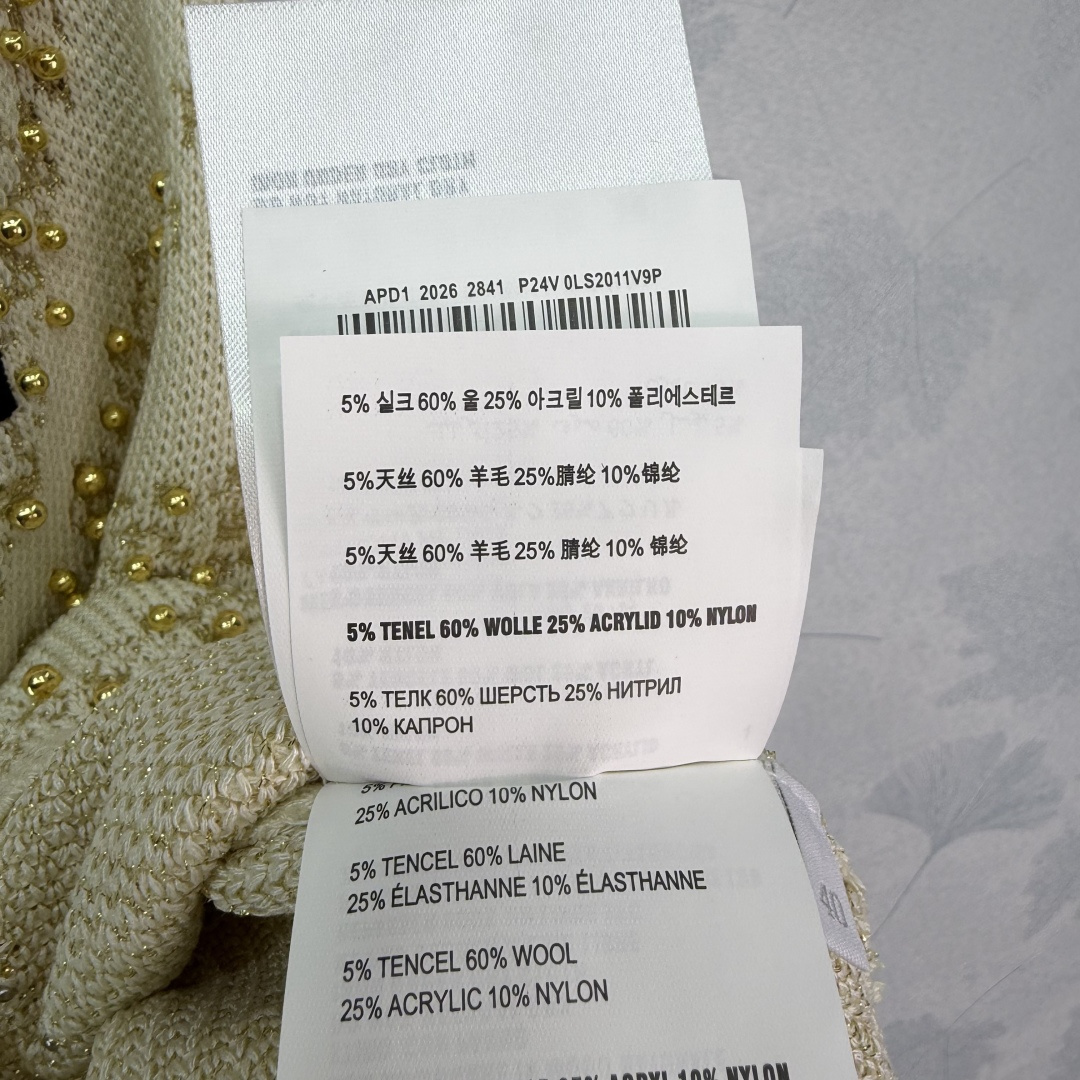 APD1 2026 2841 P24V 0LS2011V9P
5% 실크 60% 울 25% 아크릴 10% 폴리에스테르
5%天丝 60% 羊毛 25%腈纶 10%锦纶
5%天丝 60% 羊毛 25% 腈纶 10% 锦纶
5% TENEL 60% WOLLE 25% ACRYLID 10% NYLON
5% ТЕЛК 60% ШЕРСТЬ 25% НИТРИЛ
10% КАПРОН
25% ACRILICO 10% NYLON
5% TENCEL 60% LAINE
25% ÉLASTHANNE 10% ÉLASTHANNE
5% TENCEL 60% WOOL
25% ACRYLIC 10% NYLON
10% NYLON
40